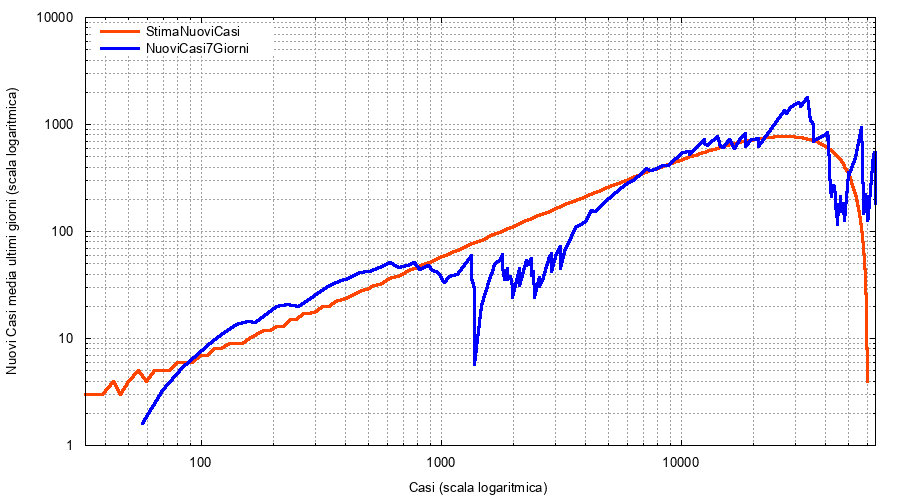 10000
1000
100
10
1
StimaNuoviCasi
NuoviCasi7Giorni
Nuovi Casi media ultimi giorni (scala logaritmica)
100 1000 10000
Casi (scala logaritmica)